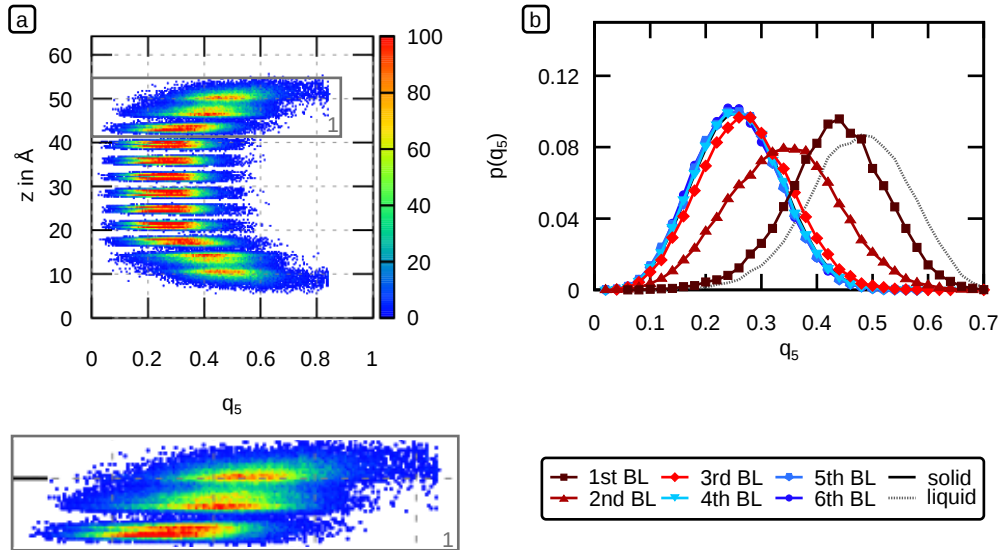 a
z in Å
60
50
40
30
20
10
0
0 0.2 0.4 0.6 0.8 1
q₅
100
80
60
40
20
0
1
1
b
p(q₅)
0.12
0.08
0.04
0
0 0.1 0.2 0.3 0.4 0.5 0.6 0.7
q₅
1st BL 3rd BL 5th BL solid
2nd BL 4th BL 6th BL liquid